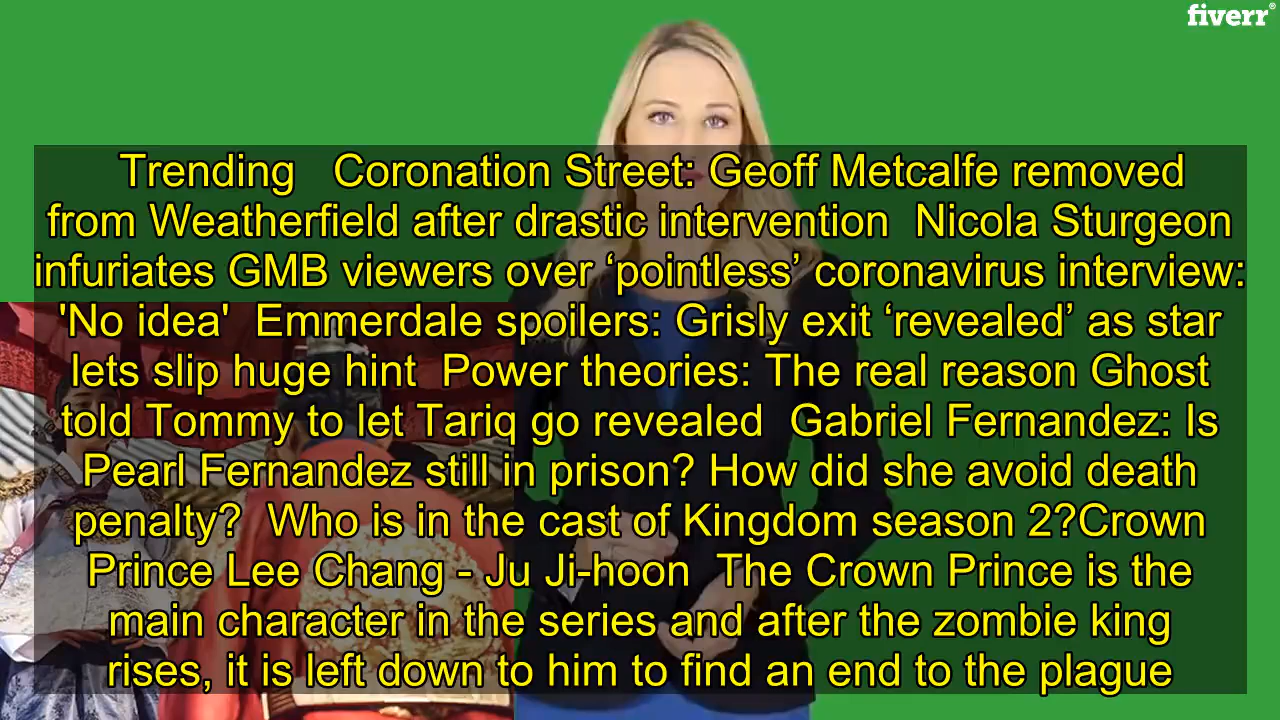 fiverr®
Trending Coronation Street: Geoff Metcalfe removed
from Weatherfield after drastic intervention Nicola Sturgeon
infuriates GMB viewers over ‘pointless’ coronavirus interview:
'No idea' Emmerdale spoilers: Grisly exit ‘revealed’ as star
lets slip huge hint Power theories: The real reason Ghost
told Tommy to let Tariq go revealed Gabriel Fernandez: Is
Pearl Fernandez still in prison? How did she avoid death
penalty? Who is in the cast of Kingdom season 2?Crown
Prince Lee Chang - Ju Ji-hoon The Crown Prince is the
main character in the series and after the zombie king
rises, it is left down to him to find an end to the plague